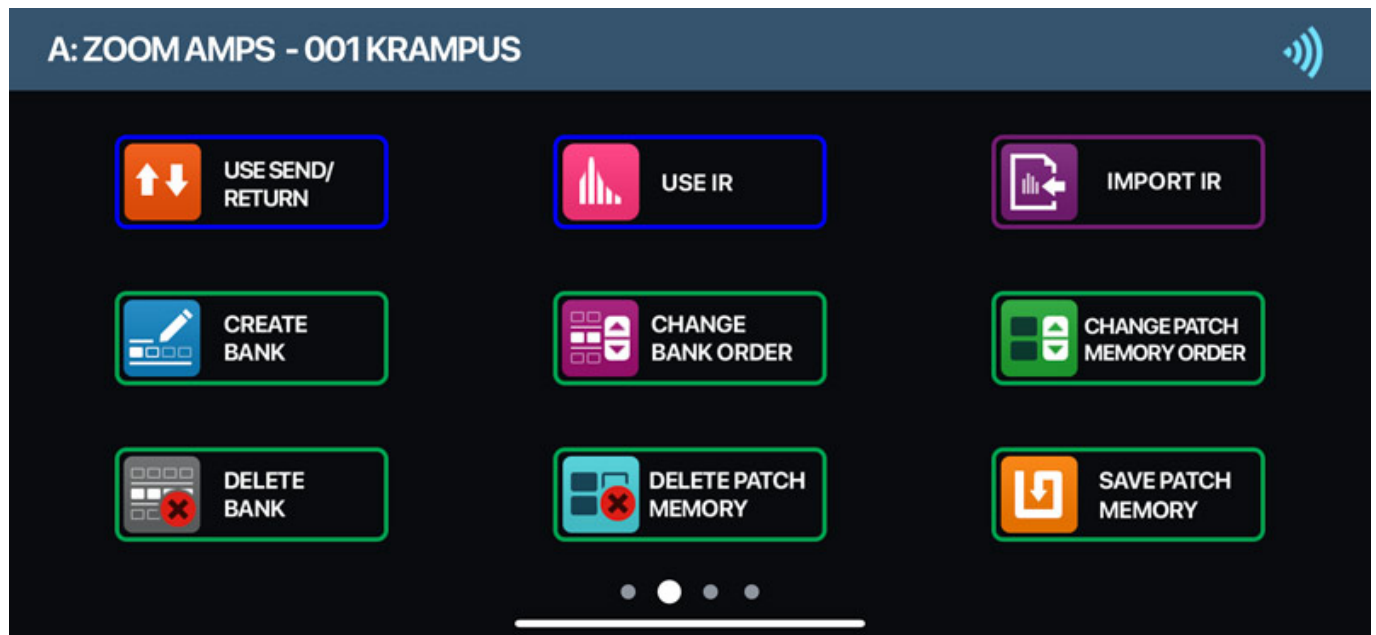 A: ZOOM AMPS - 001 KRAMPUS
USE SEND/
RETURN
USE IR
IMPORT IR
CREATE
BANK
CHANGE
BANK ORDER
CHANGE PATCH
MEMORY ORDER
DELETE
BANK
DELETE PATCH
MEMORY
SAVE PATCH
MEMORY